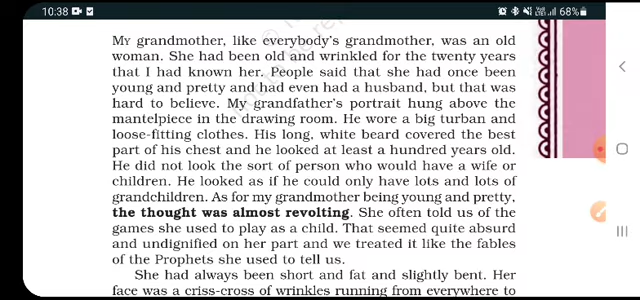 10:38
68%
MY grandmother, like everybody's grandmother, was an old
woman. She had been old and wrinkled for the twenty years
that I had known her. People said that she had once been
young and pretty and had even had a husband, but that was
hard to believe. My grandfather's portrait hung above the
mantelpiece in the drawing room. He wore a big turban and
loose-fitting clothes. His long, white beard covered the best
part of his chest and he looked at least a hundred years old.
He did not look the sort of person who would have a wife or
children. He looked as if he could only have lots and lots of
grandchildren. As for my grandmother being young and pretty,
the thought was almost revolting. She often told us of the
games she used to play as a child. That seemed quite absurd
and undignified on her part and we treated it like the fables
of the Prophets she used to tell us.
She had always been short and fat and slightly bent. Her
face was a criss-cross of wrinkles running from everywhere to